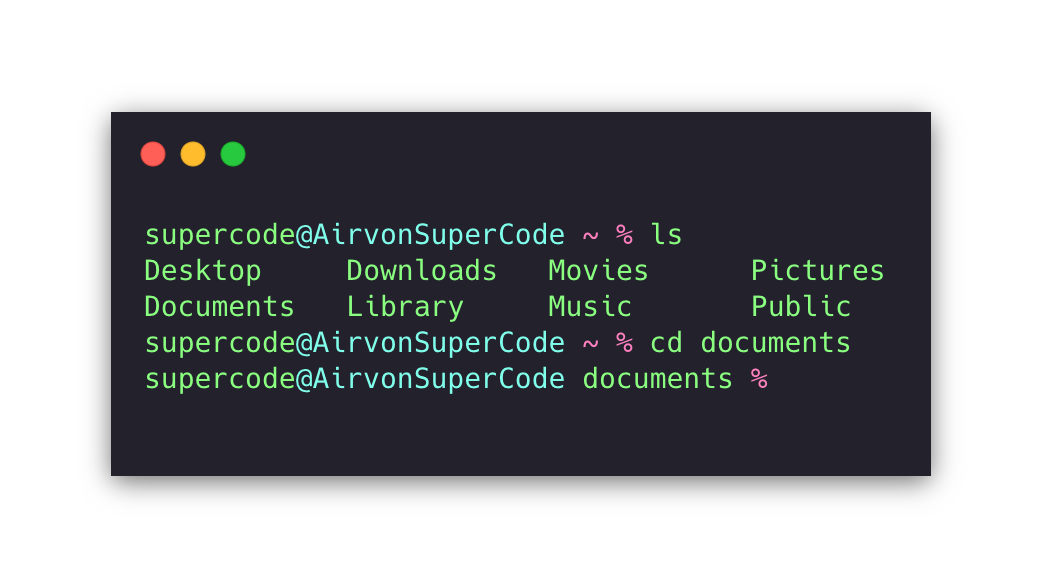 supercode@AirvonSuperCode ~ % ls
Desktop     Downloads   Movies      Pictures
Documents   Library     Music       Public
supercode@AirvonSuperCode ~ % cd documents
supercode@AirvonSuperCode documents %